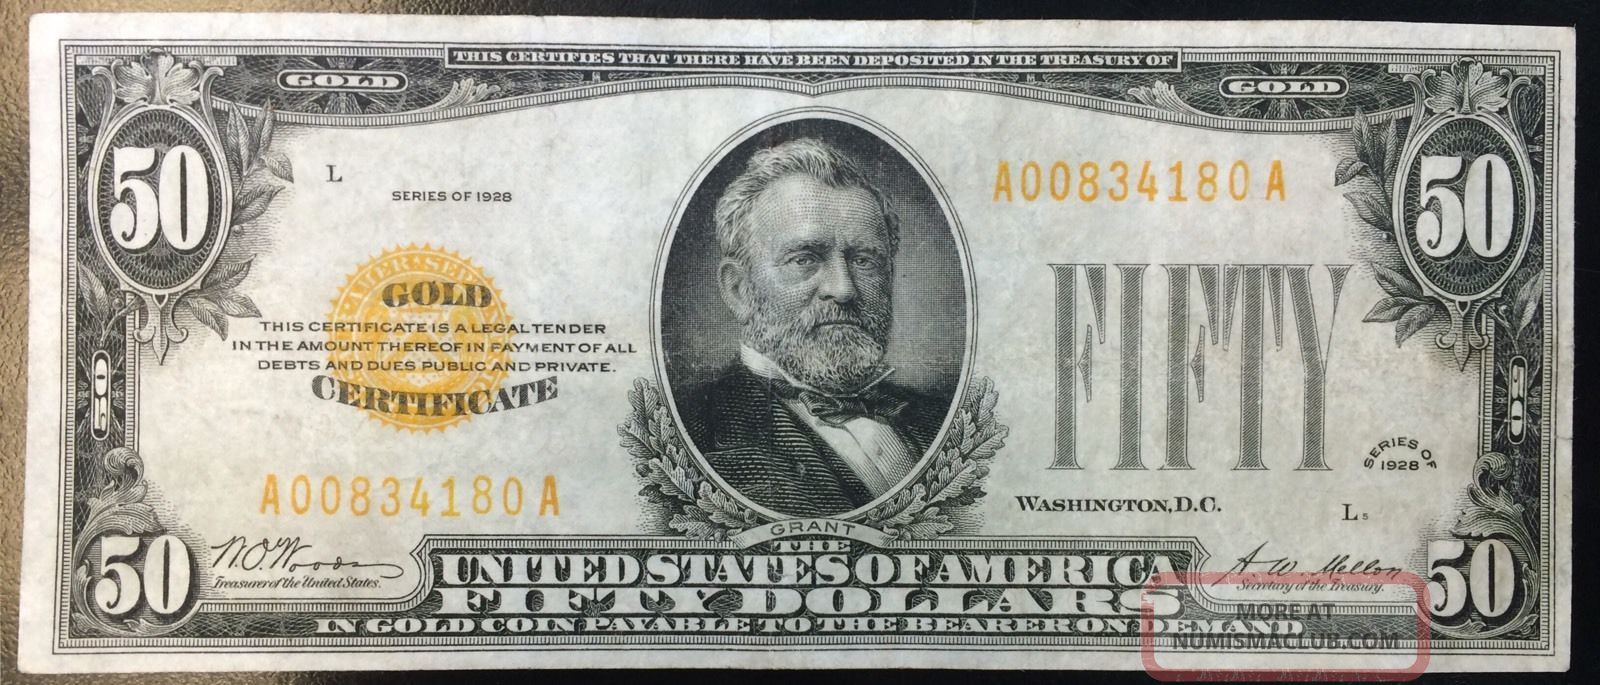 THIS CERTIFIES THAT THERE HAVE BEEN DEPOSITED IN THE TREASURY OF
GOLD GOLD
50 50
L
SERIES OF 1928
A00834180A
GOLD
THIS CERTIFICATE IS A LEGAL TENDER
IN THE AMOUNT THEREOF IN PAYMENT OF ALL
DEBTS AND DUES PUBLIC AND PRIVATE.
CERTIFICATE
FIFTY
50 50
SERIES OF
1928
A00834180A
WASHINGTON, D.C.
L5
GRANT
50 50
W.O. Woods
Treasurer of the United States.
A W Mellon
Secretary of the Treasury.
THE
UNITED STATES OF AMERICA
FIFTY DOLLARS
IN GOLD COIN PAYABLE TO THE BEARER ON DEMAND
MORE AT
NUMISMACLUB.COM